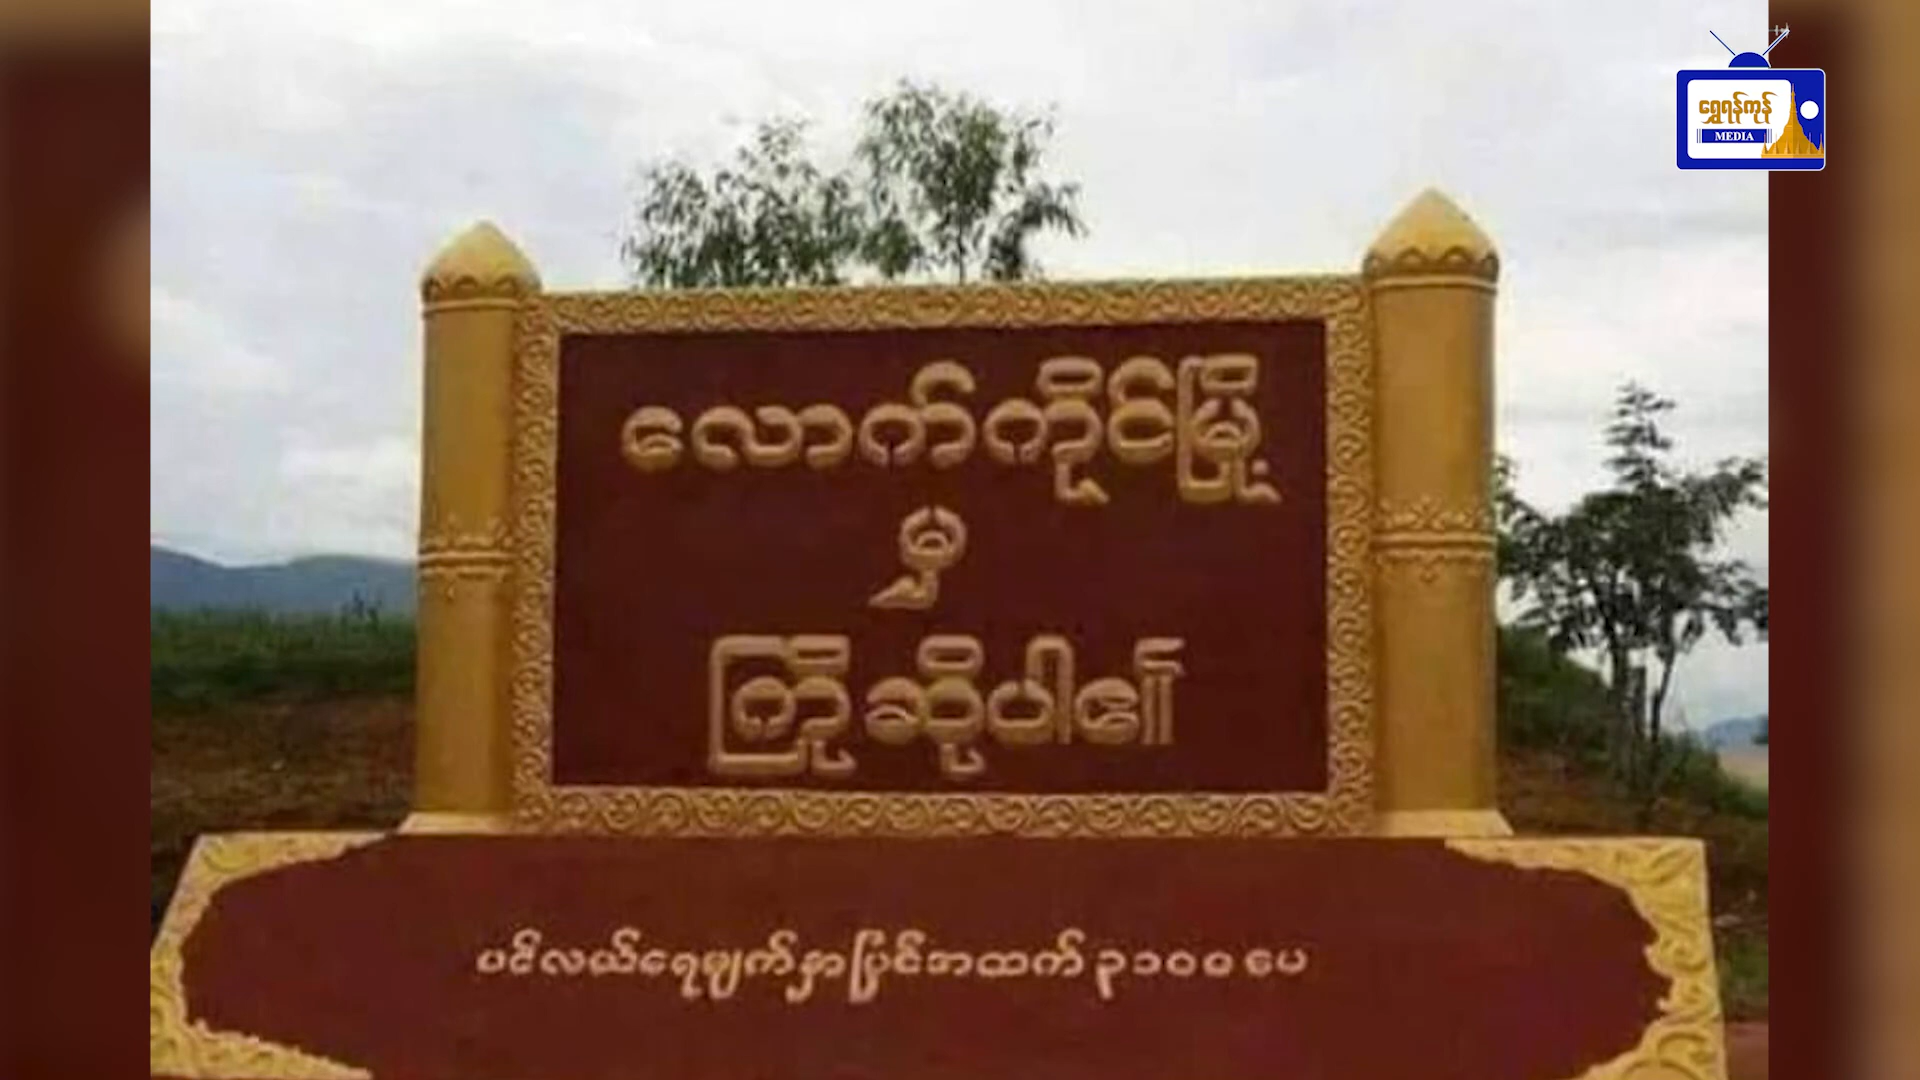 ရွှေရန်ကုန်
MEDIA
လောက်ကိုင်မြို့
မှ
ကြိုဆိုပါ၏
ပင်လယ်ရေမျက်နှာပြင်အထက် ၃၁၀၀ ပေ